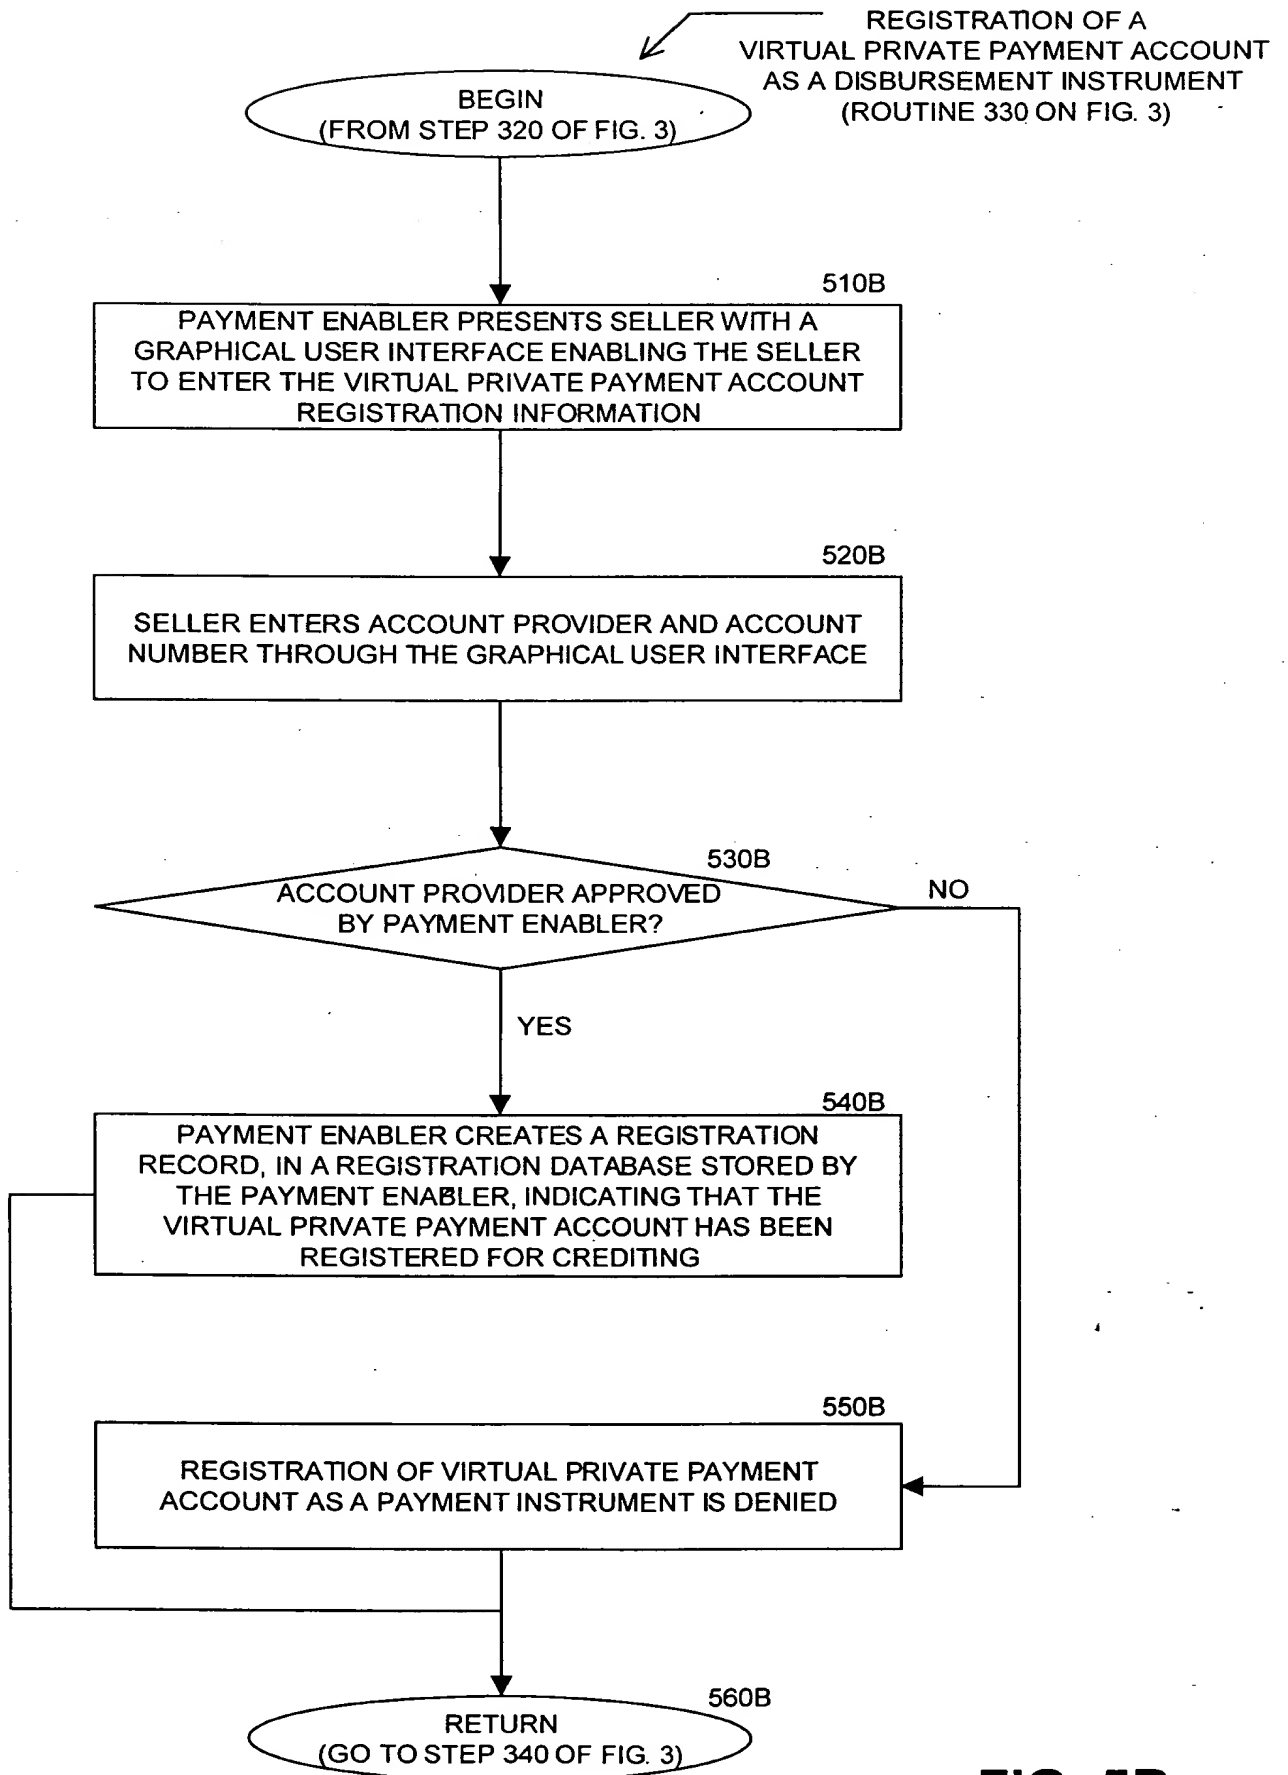 REGISTRATION OF A
VIRTUAL PRIVATE PAYMENT ACCOUNT
AS A DISBURSEMENT INSTRUMENT
(ROUTINE 330 ON FIG. 3)
BEGIN
(FROM STEP 320 OF FIG. 3)
510B
PAYMENT ENABLER PRESENTS SELLER WITH A
GRAPHICAL USER INTERFACE ENABLING THE SELLER
TO ENTER THE VIRTUAL PRIVATE PAYMENT ACCOUNT
REGISTRATION INFORMATION
520B
SELLER ENTERS ACCOUNT PROVIDER AND ACCOUNT
NUMBER THROUGH THE GRAPHICAL USER INTERFACE
530B
ACCOUNT PROVIDER APPROVED
BY PAYMENT ENABLER?
NO
YES
540B
PAYMENT ENABLER CREATES A REGISTRATION
RECORD, IN A REGISTRATION DATABASE STORED BY
THE PAYMENT ENABLER, INDICATING THAT THE
VIRTUAL PRIVATE PAYMENT ACCOUNT HAS BEEN
REGISTERED FOR CREDITING
550B
REGISTRATION OF VIRTUAL PRIVATE PAYMENT
ACCOUNT AS A PAYMENT INSTRUMENT IS DENIED
560B
RETURN
(GO TO STEP 340 OF FIG. 3)